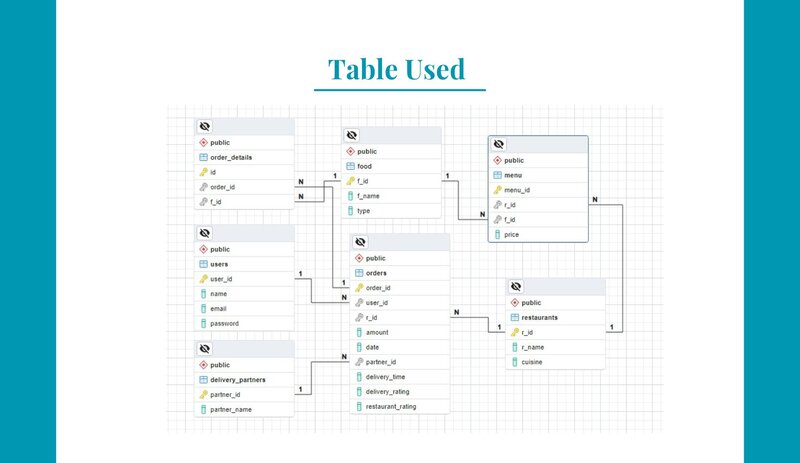 Table Used
public
order_details
id
order_id
f_id
N
N
1
public
food
f_id
f_name
type
1
N
public
menu
menu_id
r_id
f_id
price
N
public
users
user_id
name
email
password
1
N
1
public
orders
order_id
user_id
r_id
amount
date
partner_id
delivery_time
delivery_rating
restaurant_rating
N
N
1
public
restaurants
r_id
r_name
cuisine
1
public
delivery_partners
partner_id
partner_name
1